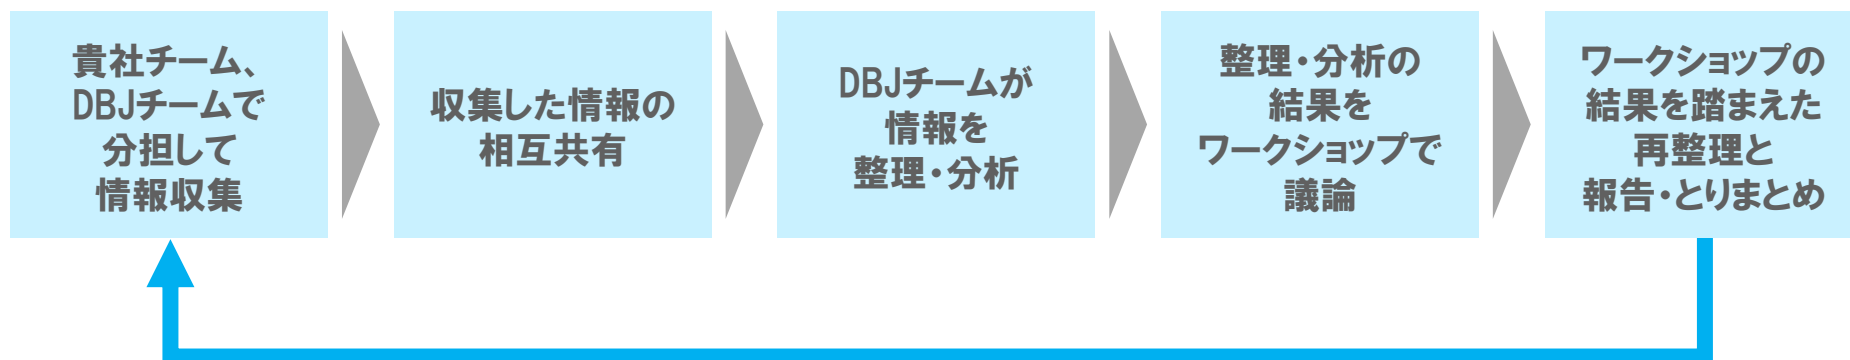 貴社チーム、
DBJチームで
分担して
情報収集
収集した情報の
相互共有
DBJチームが
情報を
整理・分析
整理・分析の
結果を
ワークショップで
議論
ワークショップの
結果を踏まえた
再整理と
報告・とりまとめ